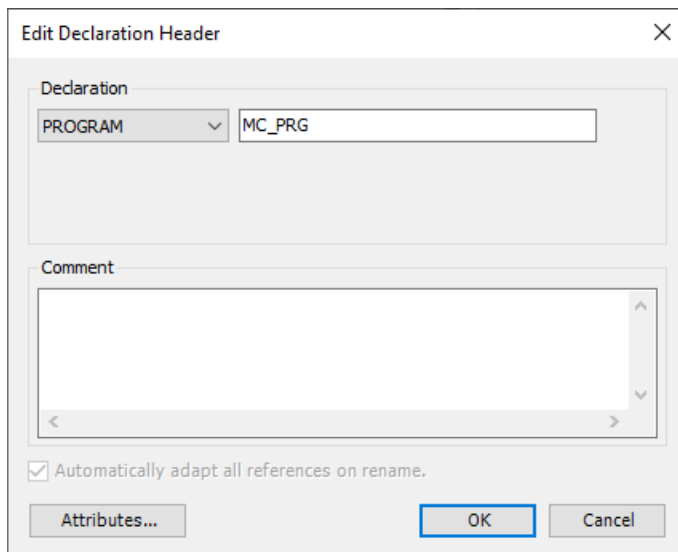 Edit Declaration Header
Declaration
PROGRAM MC_PRG
Comment
Automatically adapt all references on rename.
Attributes... OK Cancel